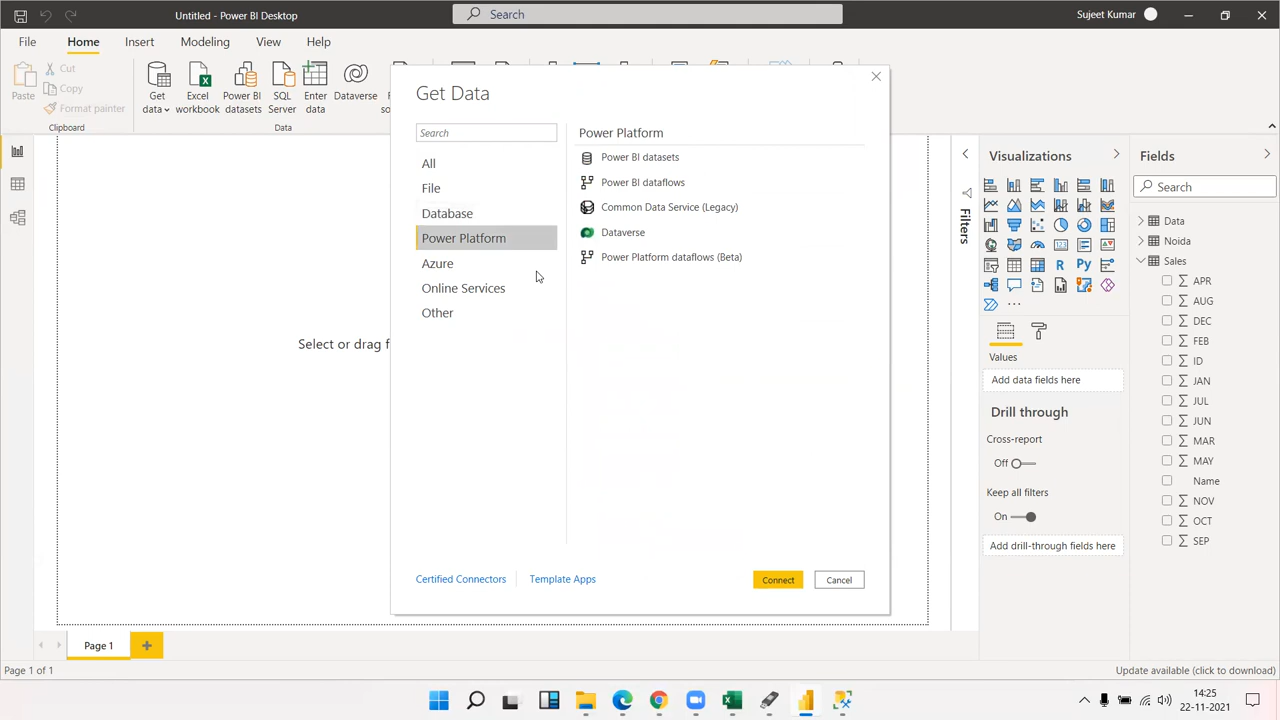 Untitled - Power BI Desktop
Search
Sujeet Kumar
File
Home
Insert
Modeling
View
Help
Paste
Cut
Copy
Format painter
Clipboard
Get data
Excel workbook
Power BI datasets
SQL Server
Enter data
Dataverse
Data
Get Data
Search
All
File
Database
Power Platform
Azure
Online Services
Other
Power Platform
Power BI datasets
Power BI dataflows
Common Data Service (Legacy)
Dataverse
Power Platform dataflows (Beta)
Certified Connectors
Template Apps
Connect
Cancel
Select or drag f
Filters
Visualizations
R
Py
Values
Add data fields here
Drill through
Cross-report
Off
Keep all filters
On
Add drill-through fields here
Fields
Search
Data
Noida
Sales
APR
AUG
DEC
FEB
ID
JAN
JUL
JUN
MAR
MAY
Name
NOV
OCT
SEP
Page 1
Page 1 of 1
Update available (click to download)
14:25
22-11-2021